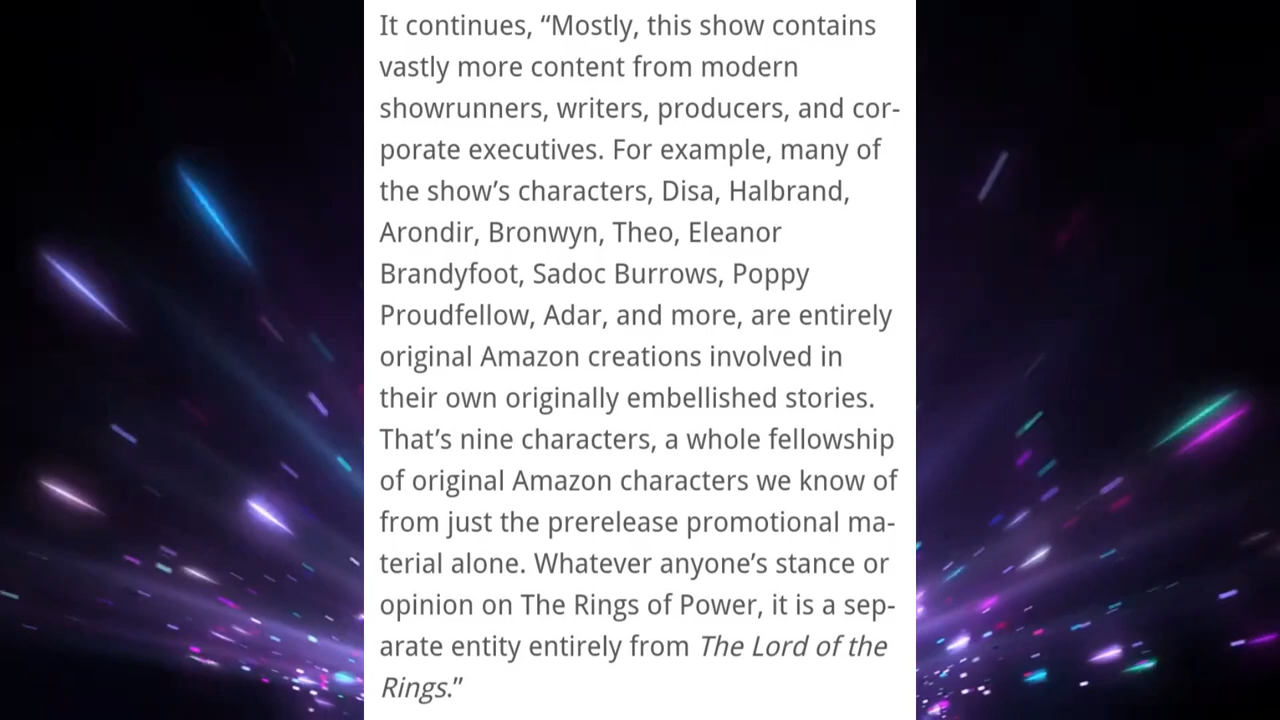 It continues, “Mostly, this show contains
vastly more content from modern
showrunners, writers, producers, and cor-
porate executives. For example, many of
the show’s characters, Disa, Halbrand,
Arondir, Bronwyn, Theo, Eleanor
Brandyfoot, Sadoc Burrows, Poppy
Proudfellow, Adar, and more, are entirely
original Amazon creations involved in
their own originally embellished stories.
That’s nine characters, a whole fellowship
of original Amazon characters we know of
from just the prerelease promotional ma-
terial alone. Whatever anyone’s stance or
opinion on The Rings of Power, it is a sep-
arate entity entirely from The Lord of the
Rings.”